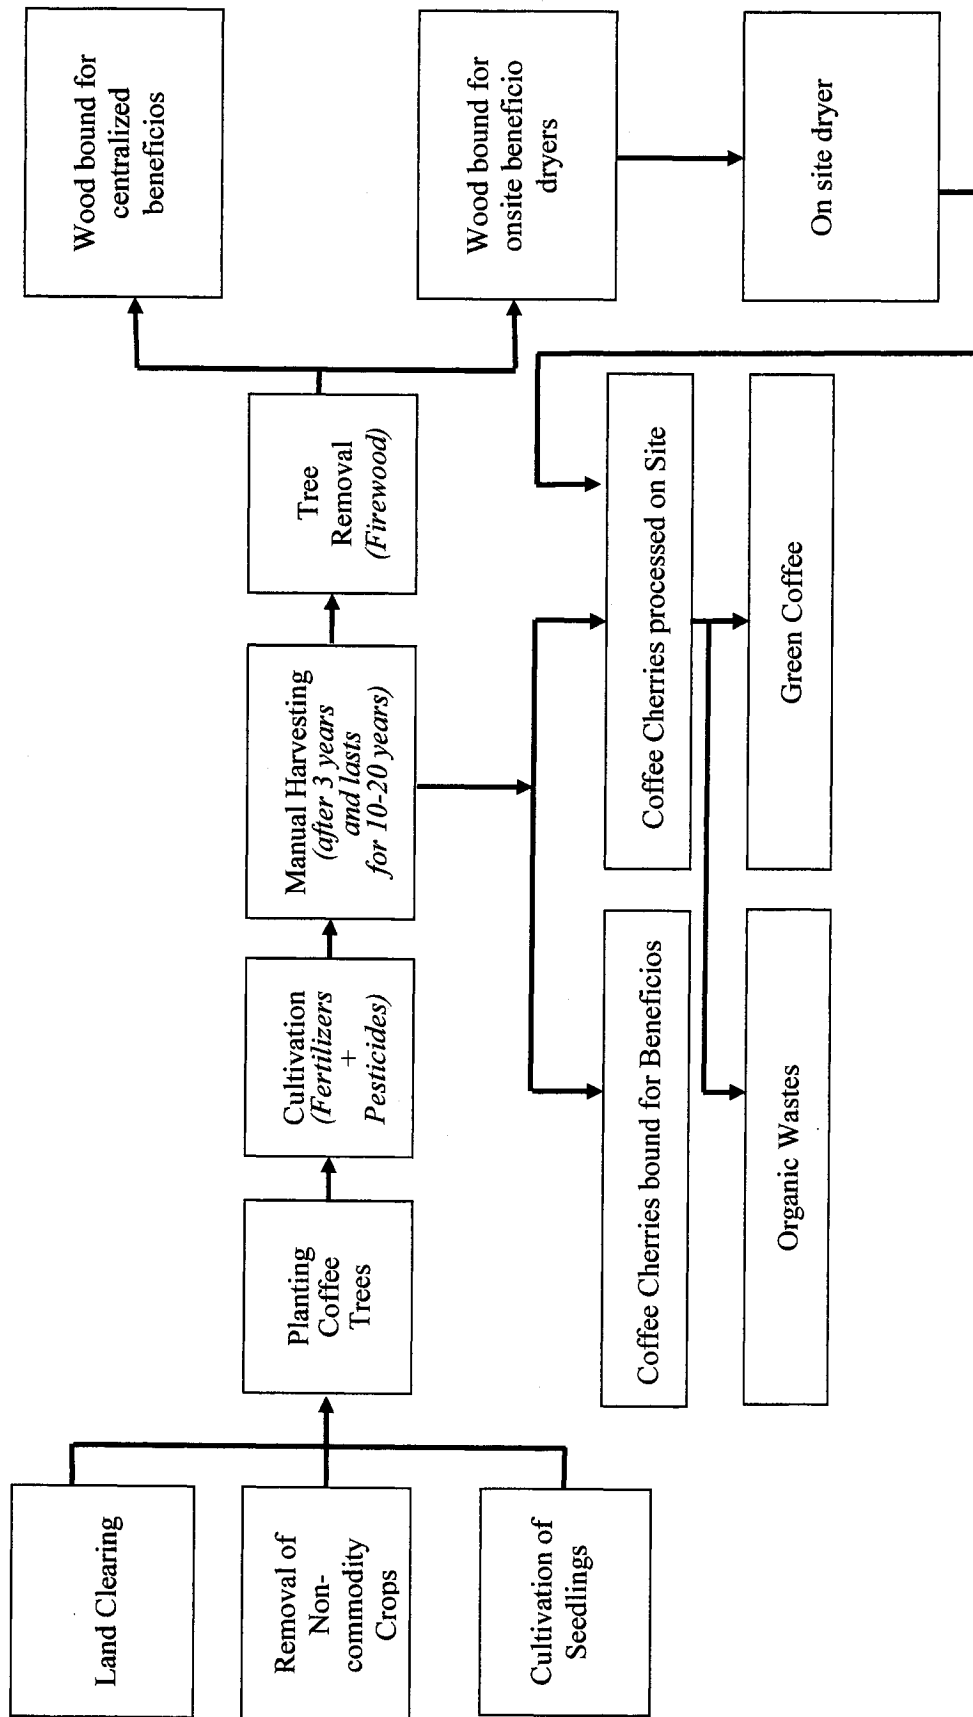 Land Clearing
Removal of
Non-
commodity
Crops
Cultivation of
Seedlings
Planting
Coffee
Trees
Cultivation
(Fertilizers
+
Pesticides)
Manual Harvesting
(after 3 years
and lasts
for 10-20 years)
Tree
Removal
(Firewood)
Wood bound for
centralized
beneficios
Wood bound for
onsite beneficio
dryers
On site dryer
Coffee Cherries bound for Beneficios
Coffee Cherries processed on Site
Organic Wastes
Green Coffee